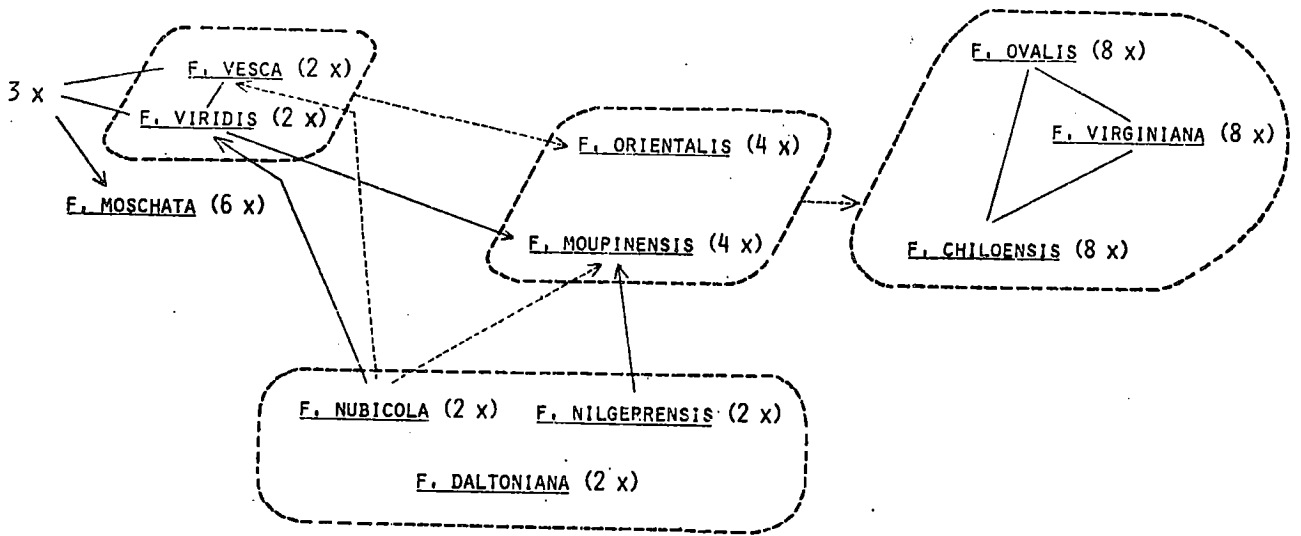 3 x
F. VESCA (2 x)
F. VIRIDIS (2 x)
F. MOSCHATA (6 x)
F. ORIENTALIS (4 x)
F. MOUPINENSIS (4 x)
F. OVALIS (8 x)
F. VIRGINIANA (8 x)
F. CHILOENSIS (8 x)
F. NUBICOLA (2 x)
F. NILGERRENSIS (2 x)
F. DALTONIANA (2 x)